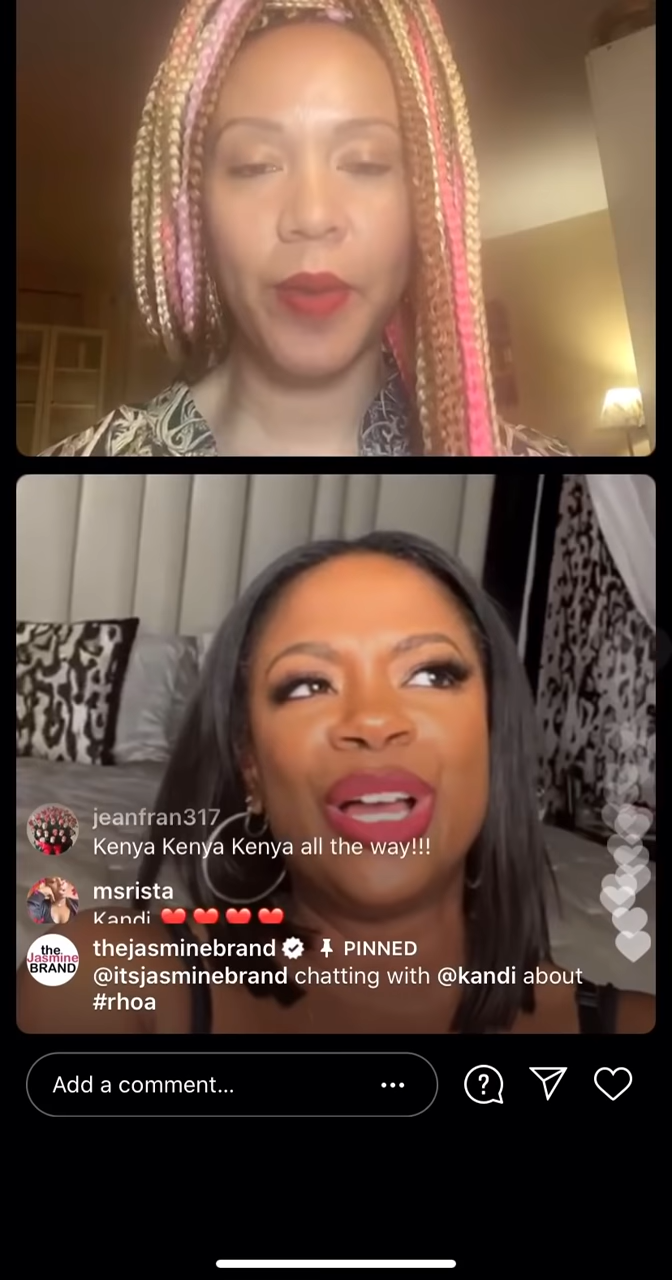 jeanfran317
Kenya Kenya Kenya all the way!!!
msrista
Kandi ❤️❤️❤️❤️
the
Jasmine
BRAND
thejasminebrand PINNED
@itsjasminebrand chatting with @kandi about
#rhoa
Add a comment...